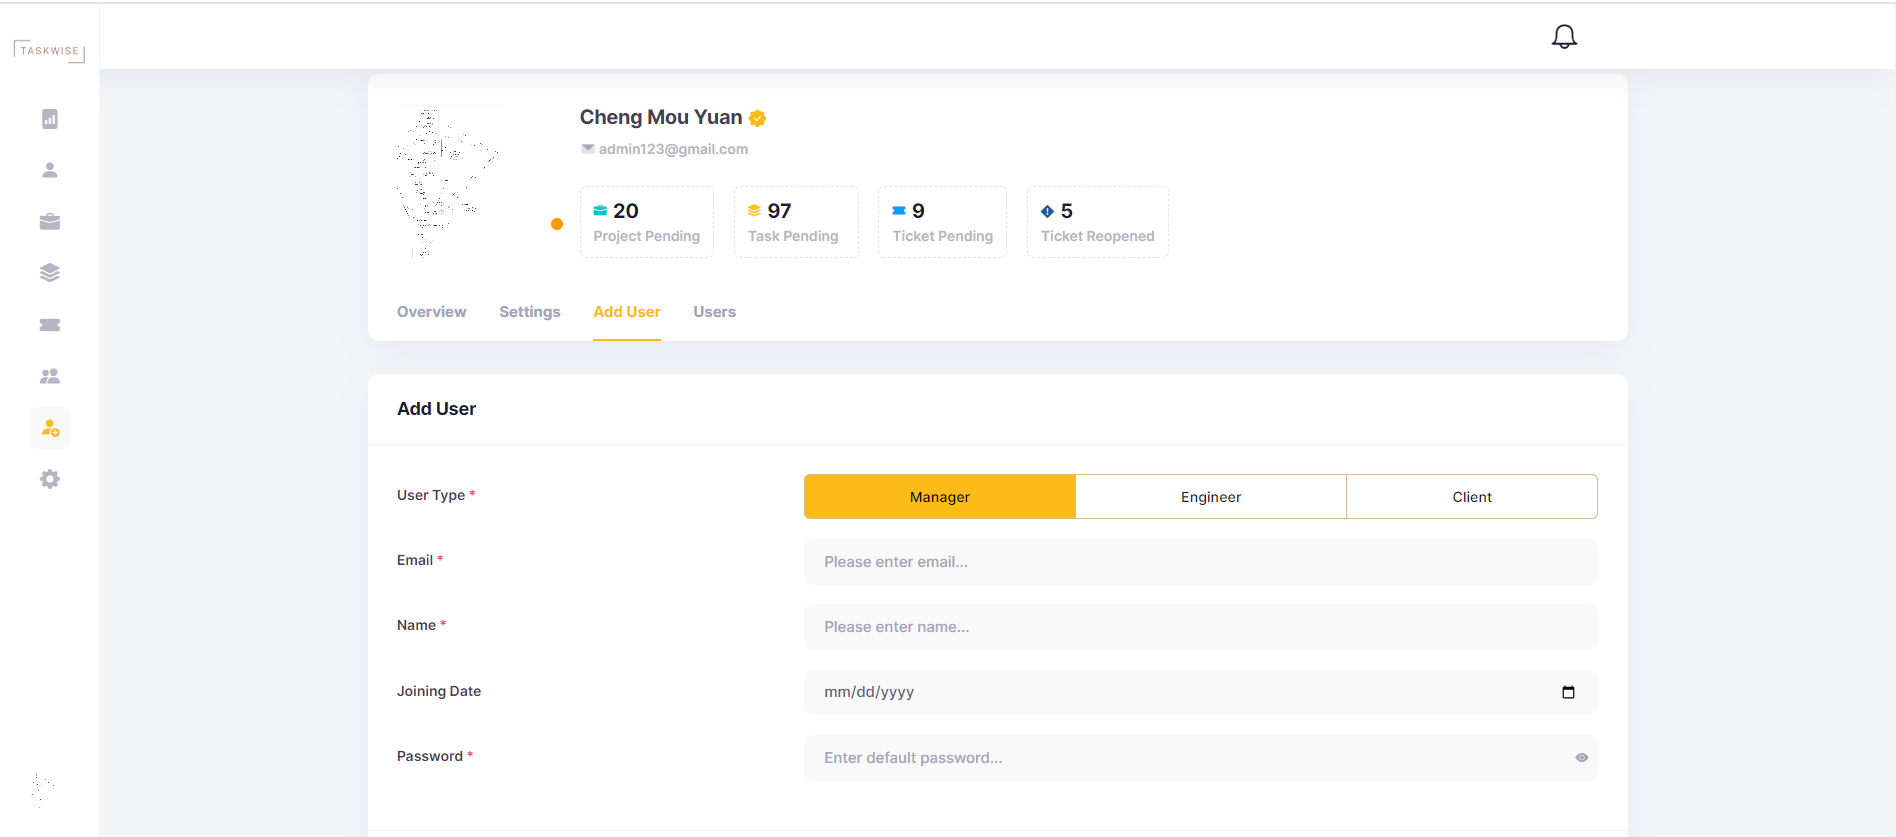 TASKWISE
Cheng Mou Yuan
admin123@gmail.com
20
Project Pending
97
Task Pending
9
Ticket Pending
5
Ticket Reopened
Overview Settings Add User Users
Add User
User Type * Manager Engineer Client
Email * Please enter email...
Name * Please enter name...
Joining Date mm/dd/yyyy
Password * Enter default password...